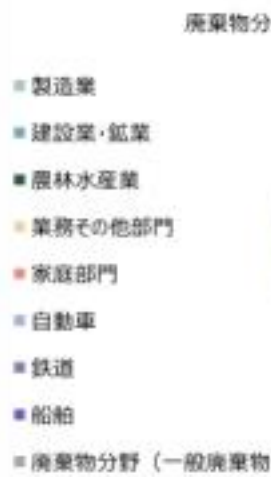 廃棄物分
製造業
建設業・鉱業
農林水産業
業務その他部門
家庭部門
自動車
鉄道
船舶
廃棄物分野（一般廃棄物